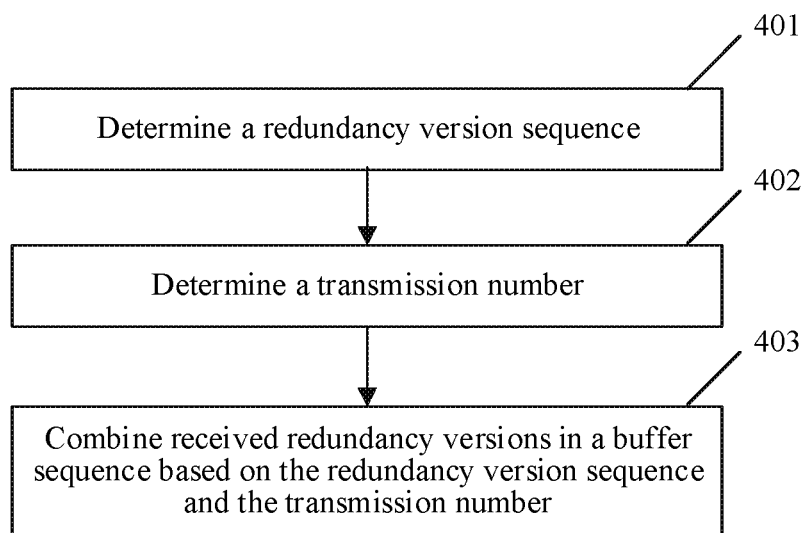 401
Determine a redundancy version sequence
402
Determine a transmission number
403
Combine received redundancy versions in a buffer
sequence based on the redundancy version sequence
and the transmission number